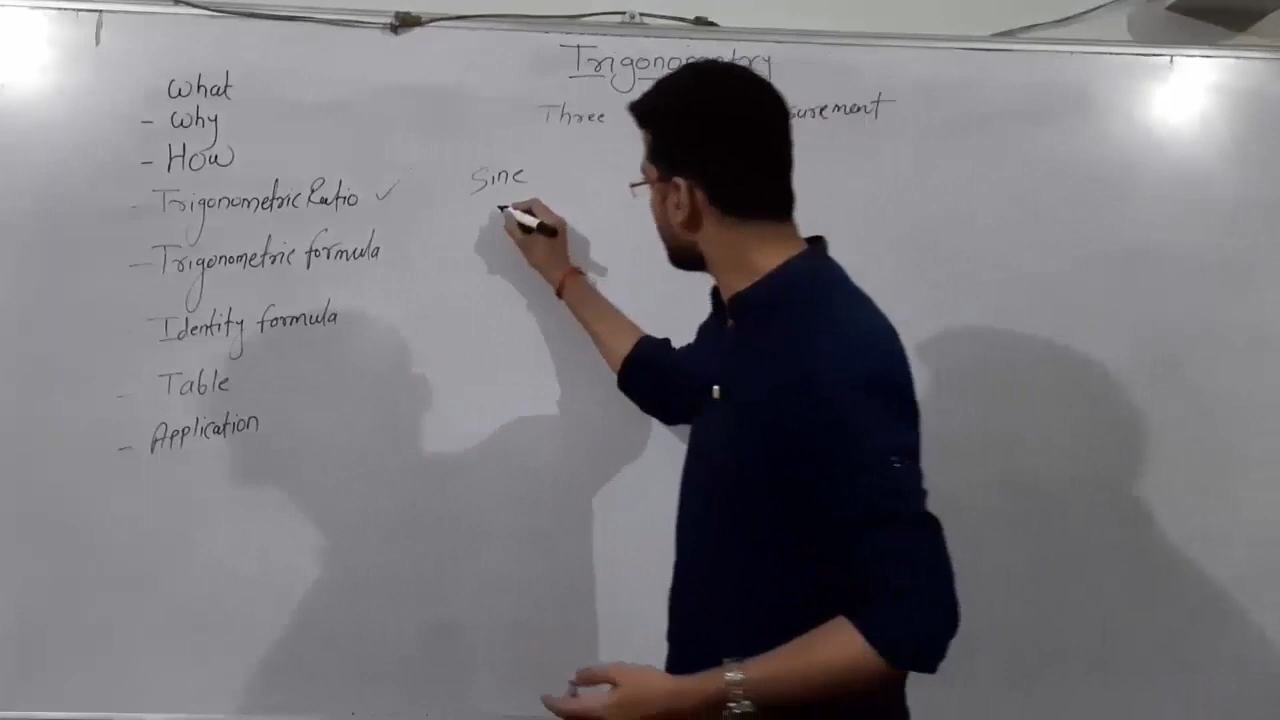 Trigonometry
Three surement
What
- Why
- How
- Trigonometric Ratio ✓
- Trigonometric formula
Identity formula
- Table
- Application
Sine